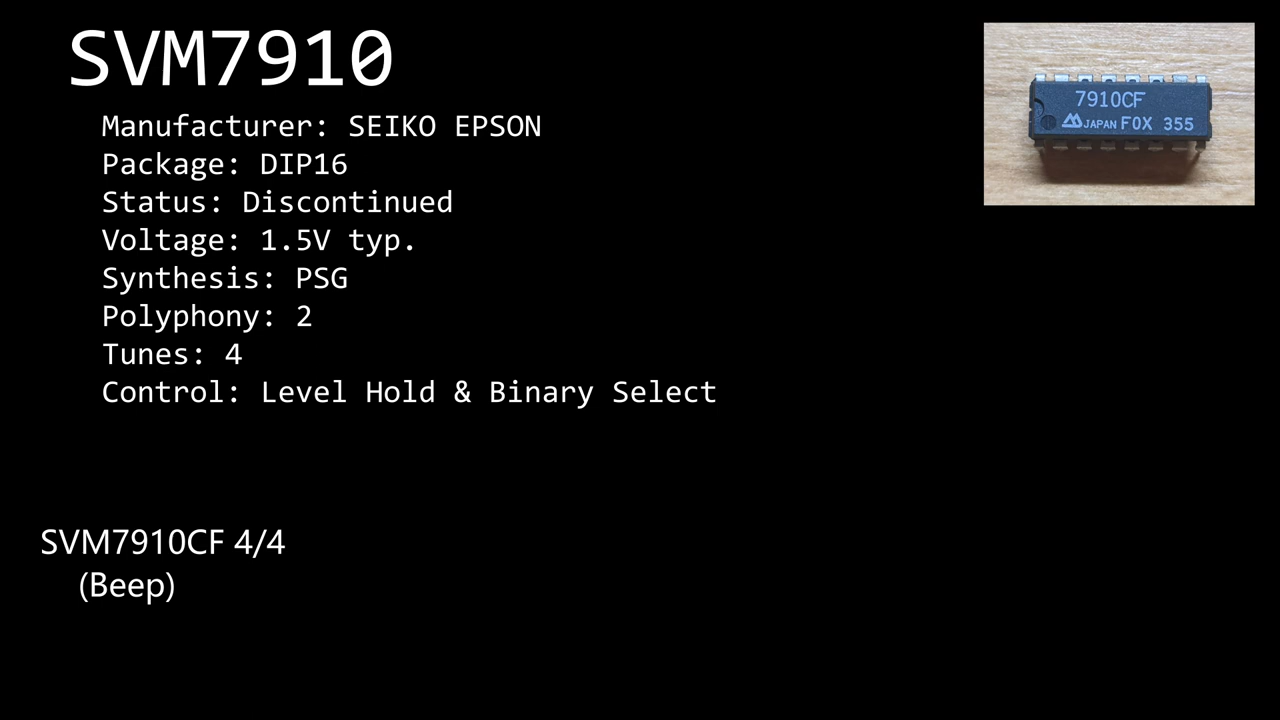 SVM7910
Manufacturer: SEIKO EPSON
Package: DIP16
Status: Discontinued
Voltage: 1.5V typ.
Synthesis: PSG
Polyphony: 2
Tunes: 4
Control: Level Hold & Binary Select
7910CF
JAPAN F0X 355
SVM7910CF 4/4
(Beep)